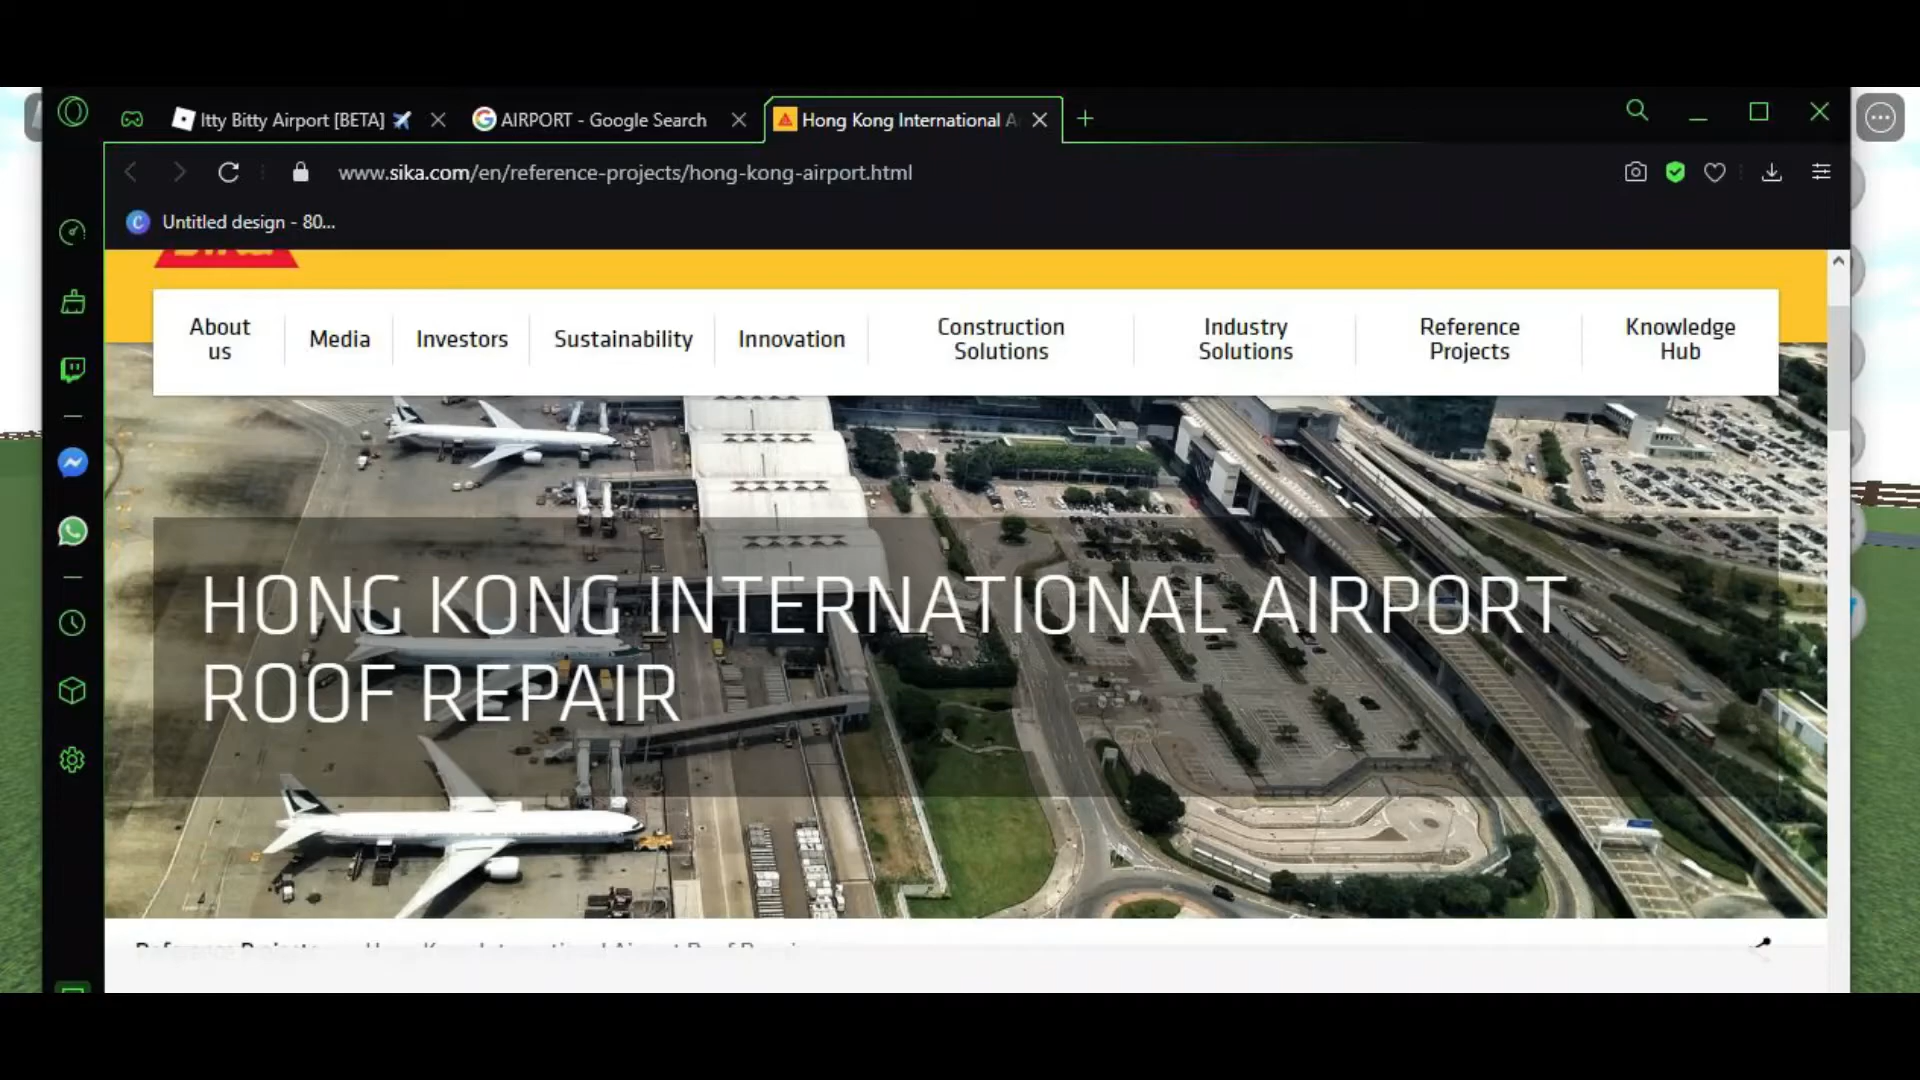 Itty Bitty Airport [BETA]
AIRPORT - Google Search
Hong Kong International A
www.sika.com/en/reference-projects/hong-kong-airport.html
Untitled design - 80...
About us
Media
Investors
Sustainability
Innovation
Construction Solutions
Industry Solutions
Reference Projects
Knowledge Hub
HONG KONG INTERNATIONAL AIRPORT
ROOF REPAIR